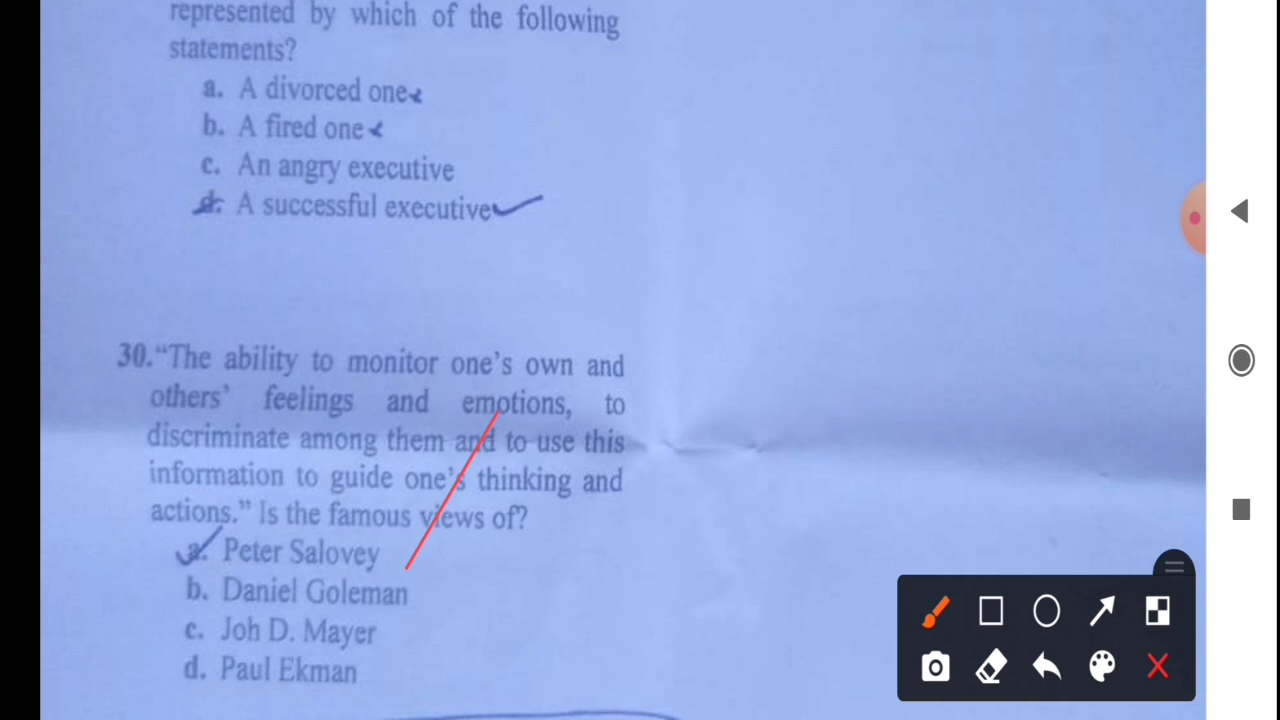 represented by which of the following
statements?
a. A divorced one
b. A fired one
c. An angry executive
d. A successful executive
30. “The ability to monitor one’s own and
others’ feelings and emotions, to
discriminate among them and to use this
information to guide one’s thinking and
actions.” Is the famous views of?
a. Peter Salovey
b. Daniel Goleman
c. Joh D. Mayer
d. Paul Ekman